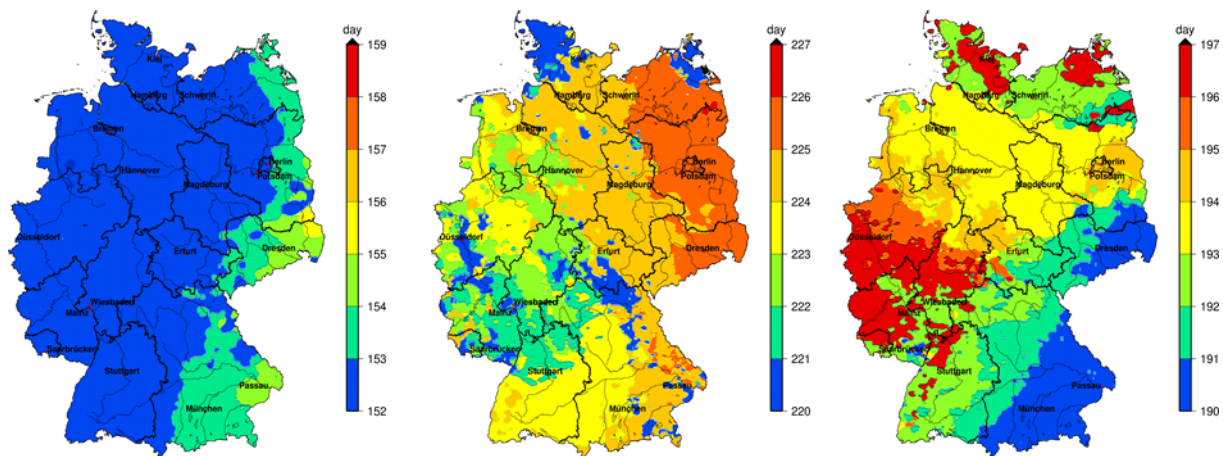 day
159
158
157
156
155
154
153
152
Kiel
Hamburg
Schwerin
Bremen
Berlin
Potsdam
Hannover
Magdeburg
Düsseldorf
Erfurt
Dresden
Wiesbaden
Mainz
Saarbrücken
Stuttgart
Passau
München
day
227
226
225
224
223
222
221
220
Kiel
Hamburg
Schwerin
Bremen
Berlin
Potsdam
Hannover
Magdeburg
Düsseldorf
Erfurt
Dresden
Wiesbaden
Mainz
Saarbrücken
Stuttgart
Passau
München
day
197
196
195
194
193
192
191
190
Kiel
Hamburg
Schwerin
Bremen
Berlin
Potsdam
Hannover
Magdeburg
Düsseldorf
Erfurt
Dresden
Wiesbaden
Mainz
Saarbrücken
Stuttgart
Passau
München